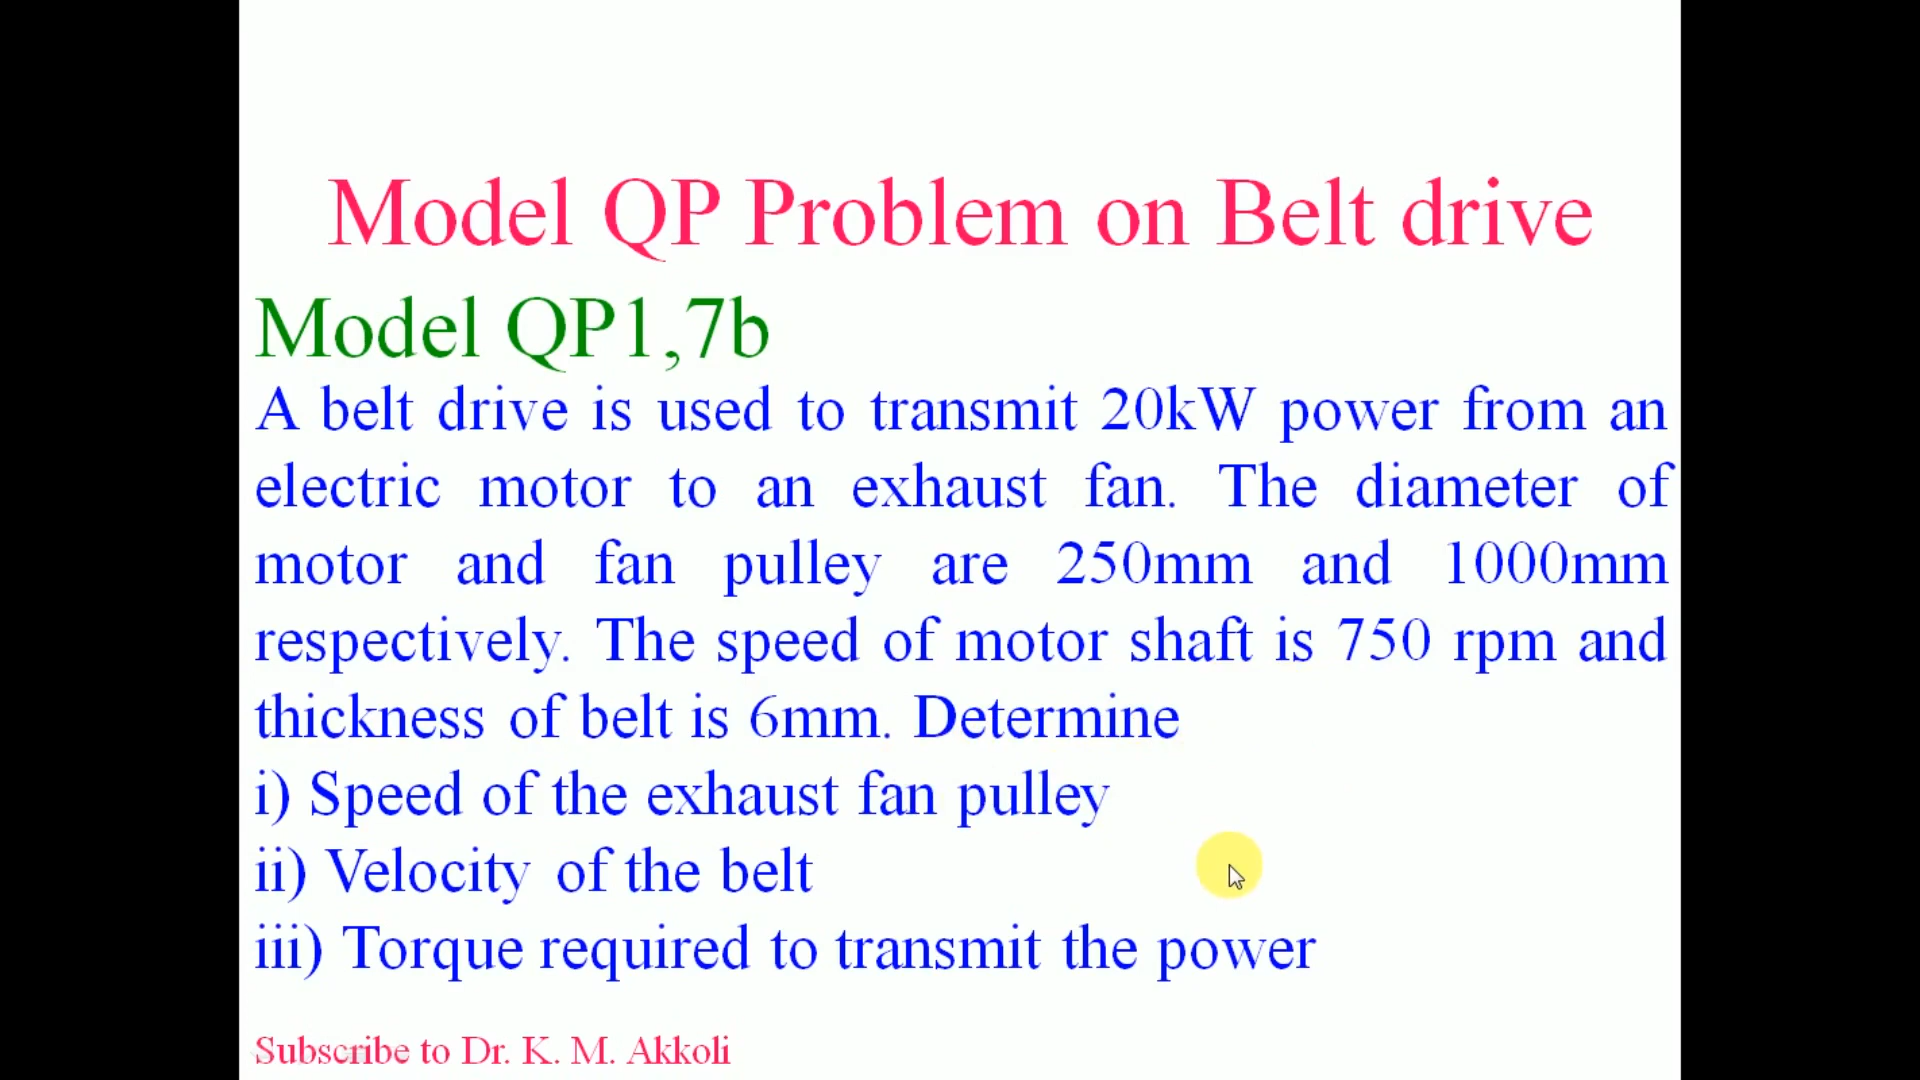 Model QP Problem on Belt drive
Model QP1,7b
A belt drive is used to transmit 20kW power from an
electric motor to an exhaust fan. The diameter of
motor and fan pulley are 250mm and 1000mm
respectively. The speed of motor shaft is 750 rpm and
thickness of belt is 6mm. Determine
i) Speed of the exhaust fan pulley
ii) Velocity of the belt
iii) Torque required to transmit the power
Subscribe to Dr. K. M. Akkoli